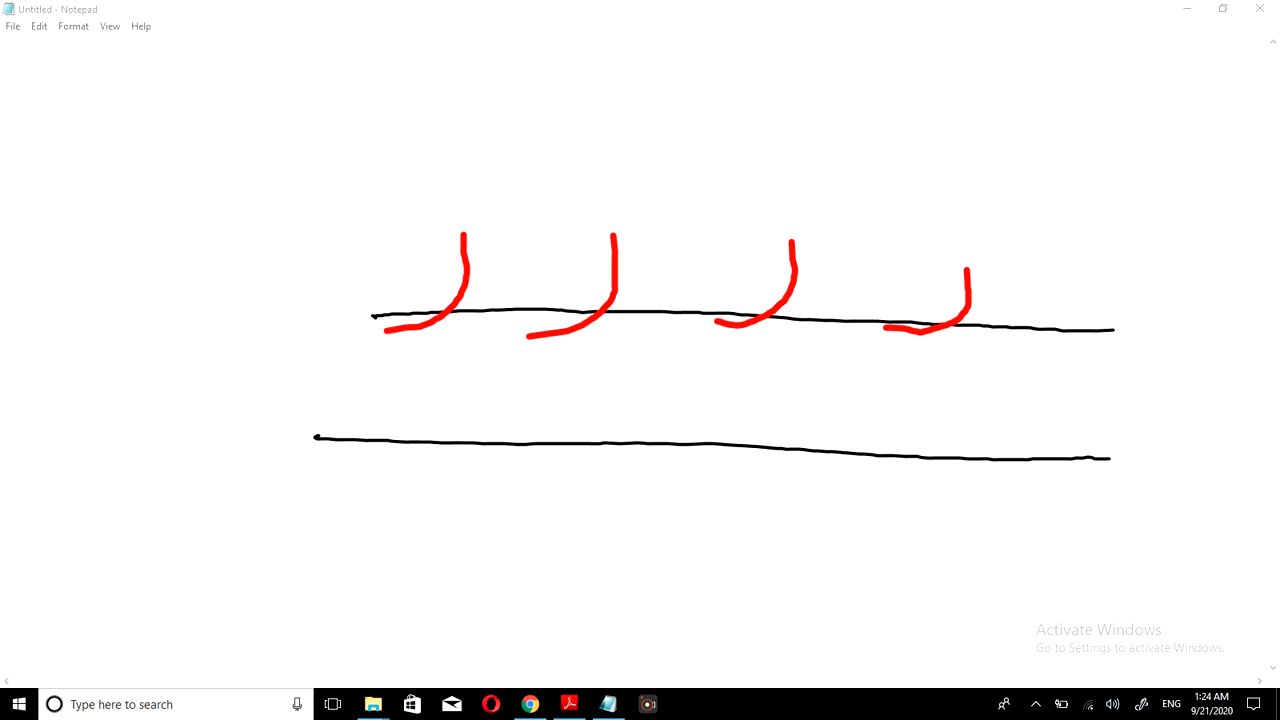 Untitled - Notepad
File Edit Format View Help
Activate Windows
Go to Settings to activate Windows.
Type here to search
ENG
1:24 AM
9/21/2020